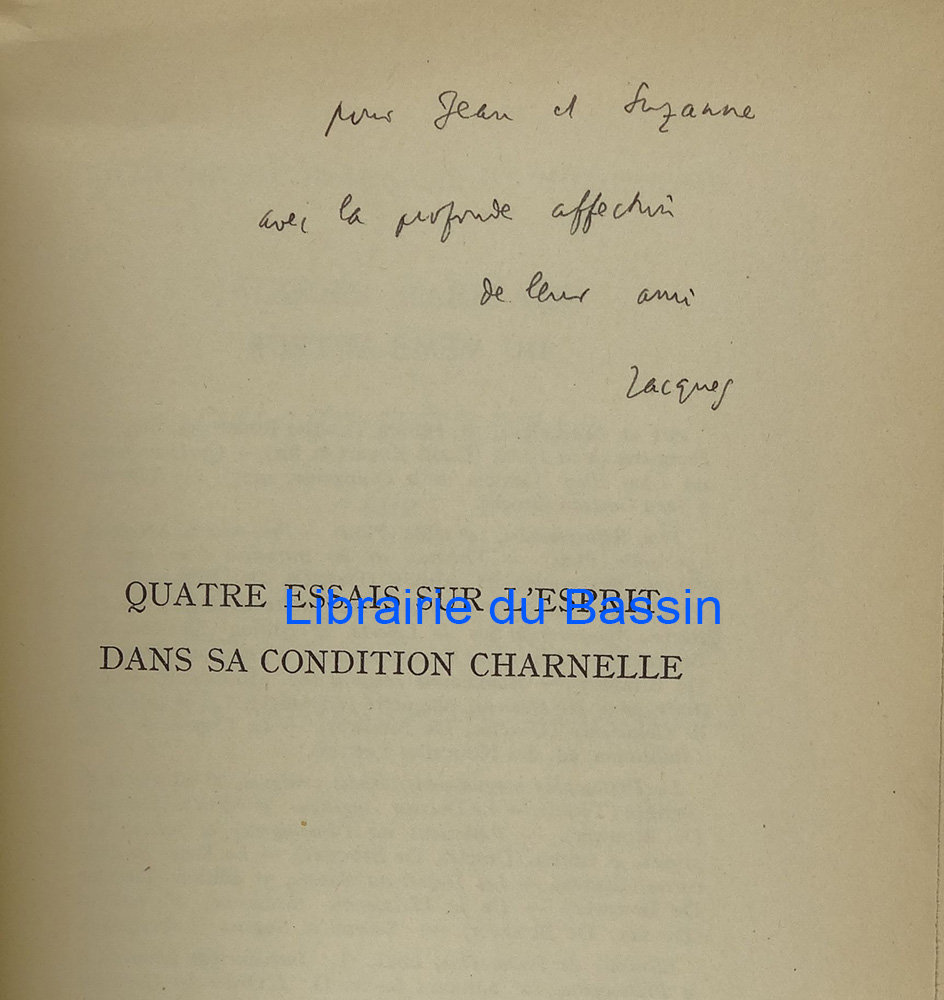 pour Jean et Suzanne
avec la profonde affection
de leur ami
Jacques
QUATRE ESSAIS SUR L'ESPRIT
Librairie du Bassin
DANS SA CONDITION CHARNELLE